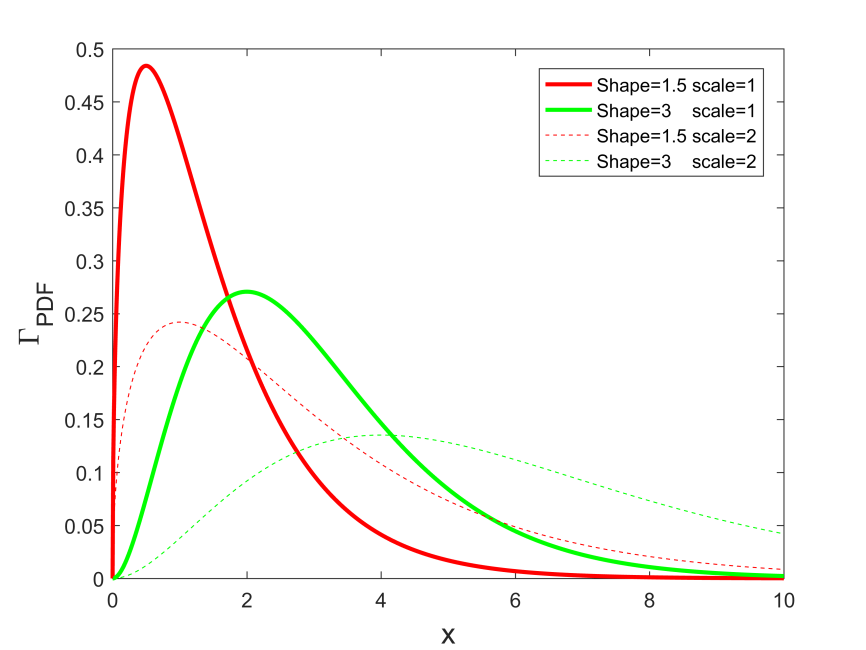 0.5
0.45
0.4
0.35
0.3
0.25
0.2
0.15
0.1
0.05
0
Γ PDF
Shape=1.5 scale=1
Shape=3 scale=1
Shape=1.5 scale=2
Shape=3 scale=2
0 2 4 6 8 10
x